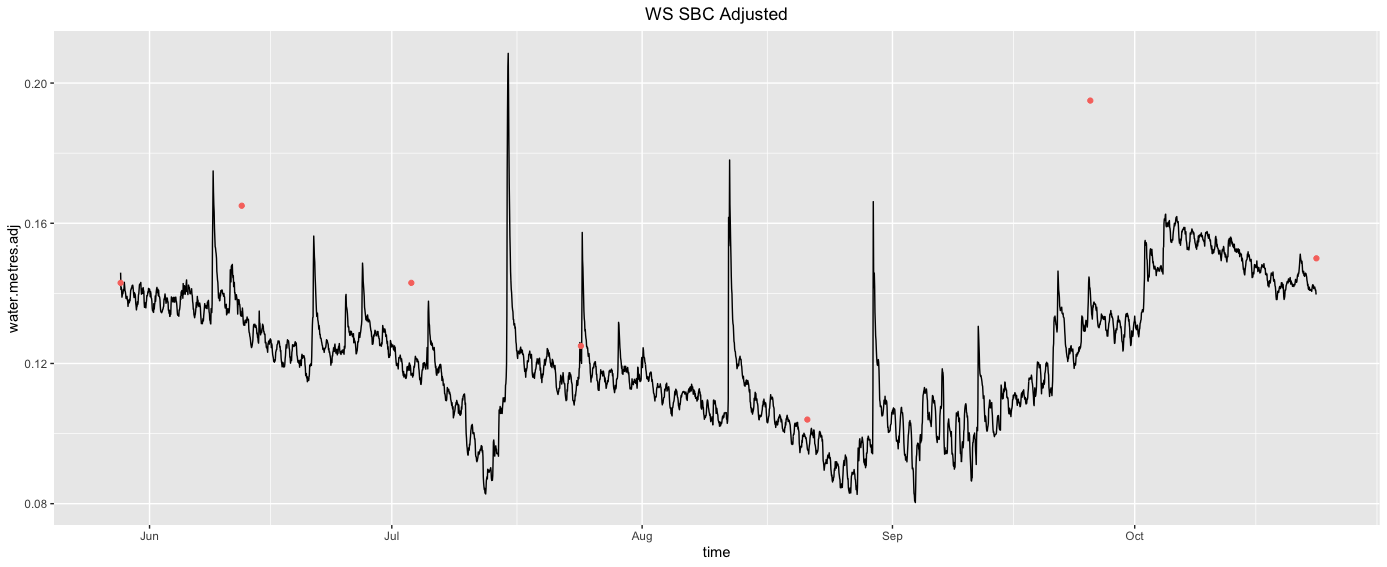 WS SBC Adjusted
water.metres.adj
0.20
0.16
0.12
0.08
Jun Jul Aug Sep Oct
time